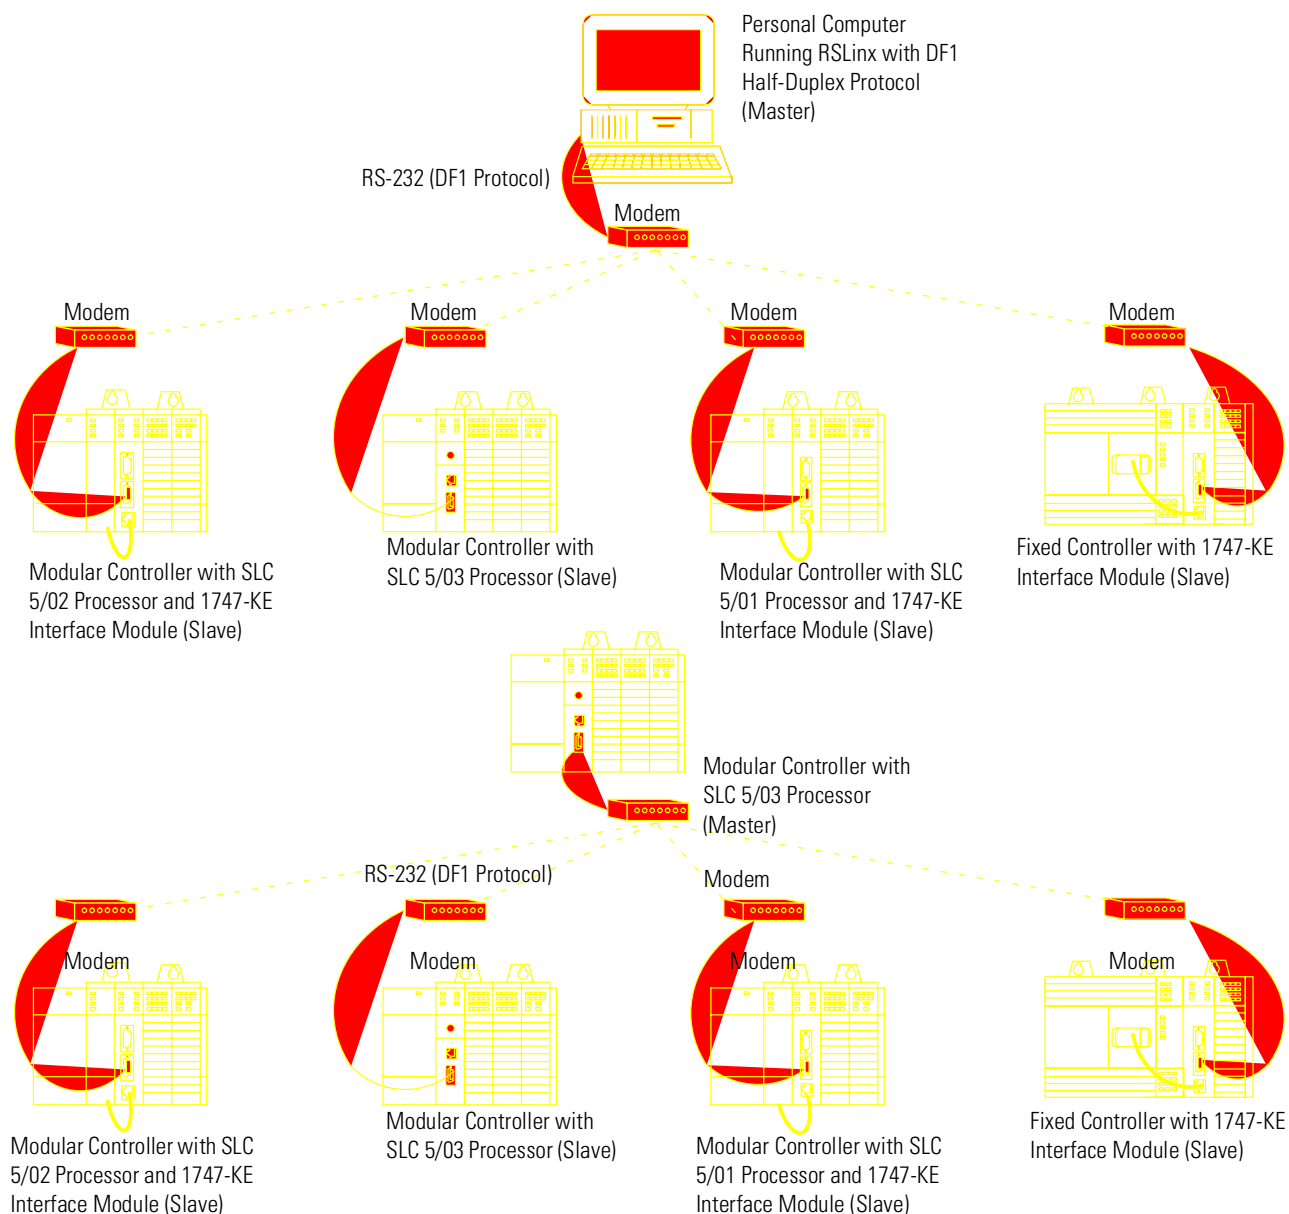 Personal Computer
Running RSLinx with DF1
Half-Duplex Protocol
(Master)
RS-232 (DF1 Protocol)
Modem
Modem
Modem
Modem
Modem
Modular Controller with SLC
5/02 Processor and 1747-KE
Interface Module (Slave)
Modular Controller with
SLC 5/03 Processor (Slave)
Modular Controller with SLC
5/01 Processor and 1747-KE
Interface Module (Slave)
Fixed Controller with 1747-KE
Interface Module (Slave)
Modular Controller with
SLC 5/03 Processor
(Master)
RS-232 (DF1 Protocol)
Modem
Modem
Modem
Modem
Modem
Modular Controller with SLC
5/02 Processor and 1747-KE
Interface Module (Slave)
Modular Controller with
SLC 5/03 Processor (Slave)
Modular Controller with SLC
5/01 Processor and 1747-KE
Interface Module (Slave)
Fixed Controller with 1747-KE
Interface Module (Slave)